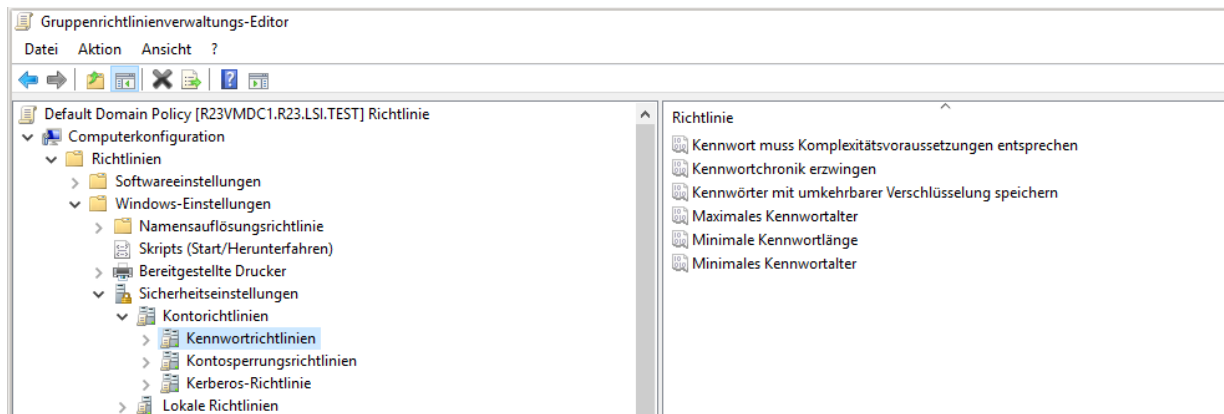 Gruppenrichtlinienverwaltungs-Editor
Datei Aktion Ansicht ?
Default Domain Policy [R23VMDC1.R23.LSI.TEST] Richtlinie
Computerkonfiguration
Richtlinien
Softwareeinstellungen
Windows-Einstellungen
Namensauflösungsrichtlinie
Skripts (Start/Herunterfahren)
Bereitgestellte Drucker
Sicherheitseinstellungen
Kontorichtlinien
Kennwortrichtlinien
Kontosperrungsrichtlinien
Kerberos-Richtlinie
Lokale Richtlinien
Richtlinie
Kennwort muss Komplexitätsvoraussetzungen entsprechen
Kennwortchronik erzwingen
Kennwörter mit umkehrbarer Verschlüsselung speichern
Maximales Kennwortalter
Minimale Kennwortlänge
Minimales Kennwortalter